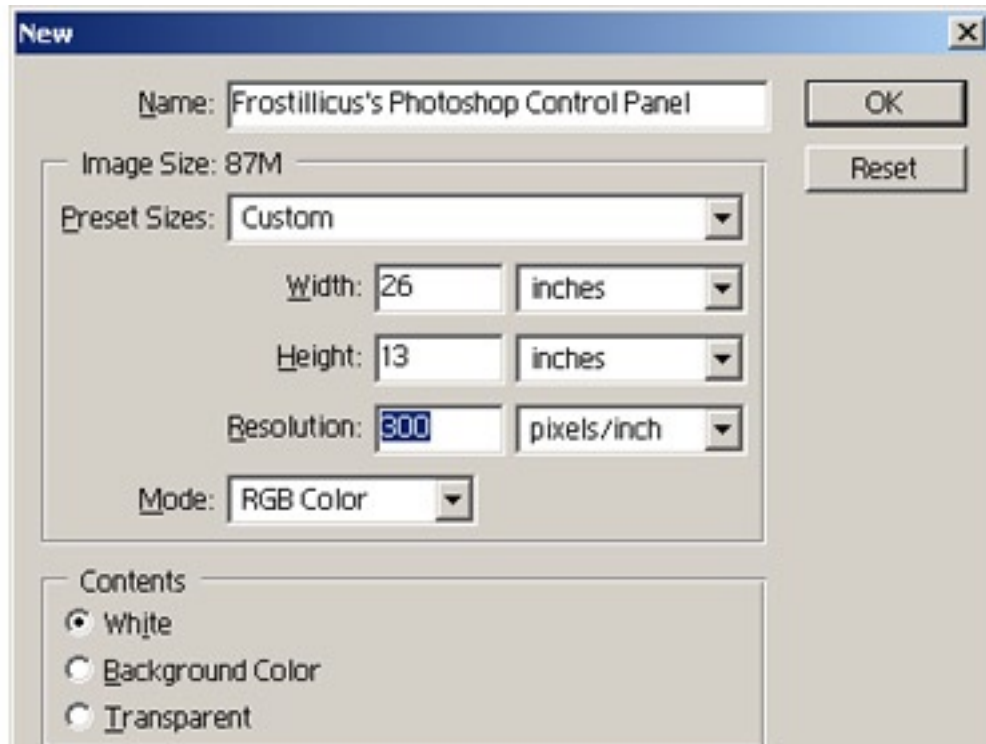 New
Name: Frostillicus's Photoshop Control Panel
OK
Image Size: 87M
Reset
Preset Sizes: Custom
Width: 26 inches
Height: 13 inches
Resolution: 300 pixels/inch
Mode: RGB Color
Contents
White
Background Color
Transparent